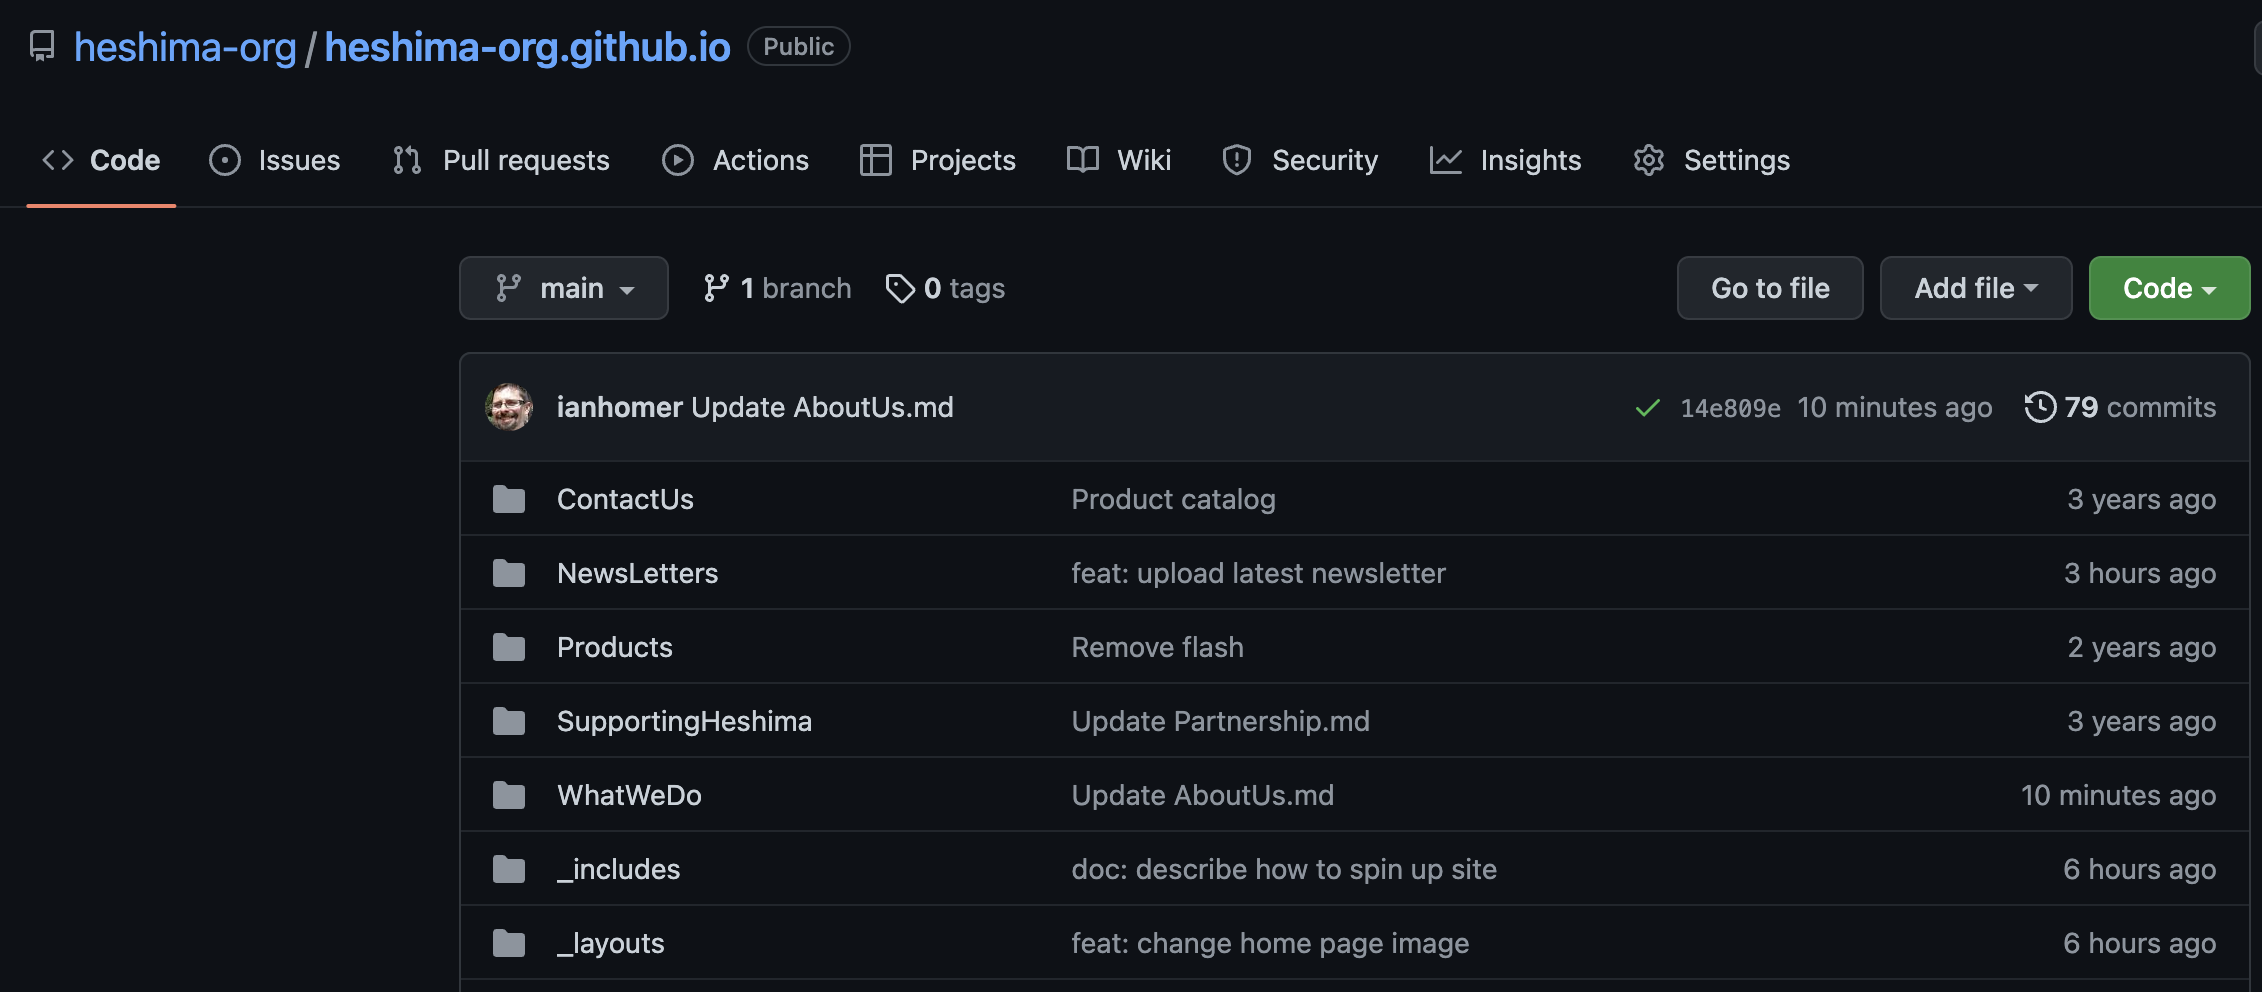 heshima-org / heshima-org.github.io Public
Code Issues Pull requests Actions Projects Wiki Security Insights Settings
main 1 branch 0 tags Go to file Add file Code
ianhomer Update AboutUs.md 14e809e 10 minutes ago 79 commits
ContactUs Product catalog 3 years ago
NewsLetters feat: upload latest newsletter 3 hours ago
Products Remove flash 2 years ago
SupportingHeshima Update Partnership.md 3 years ago
WhatWeDo Update AboutUs.md 10 minutes ago
_includes doc: describe how to spin up site 6 hours ago
_layouts feat: change home page image 6 hours ago